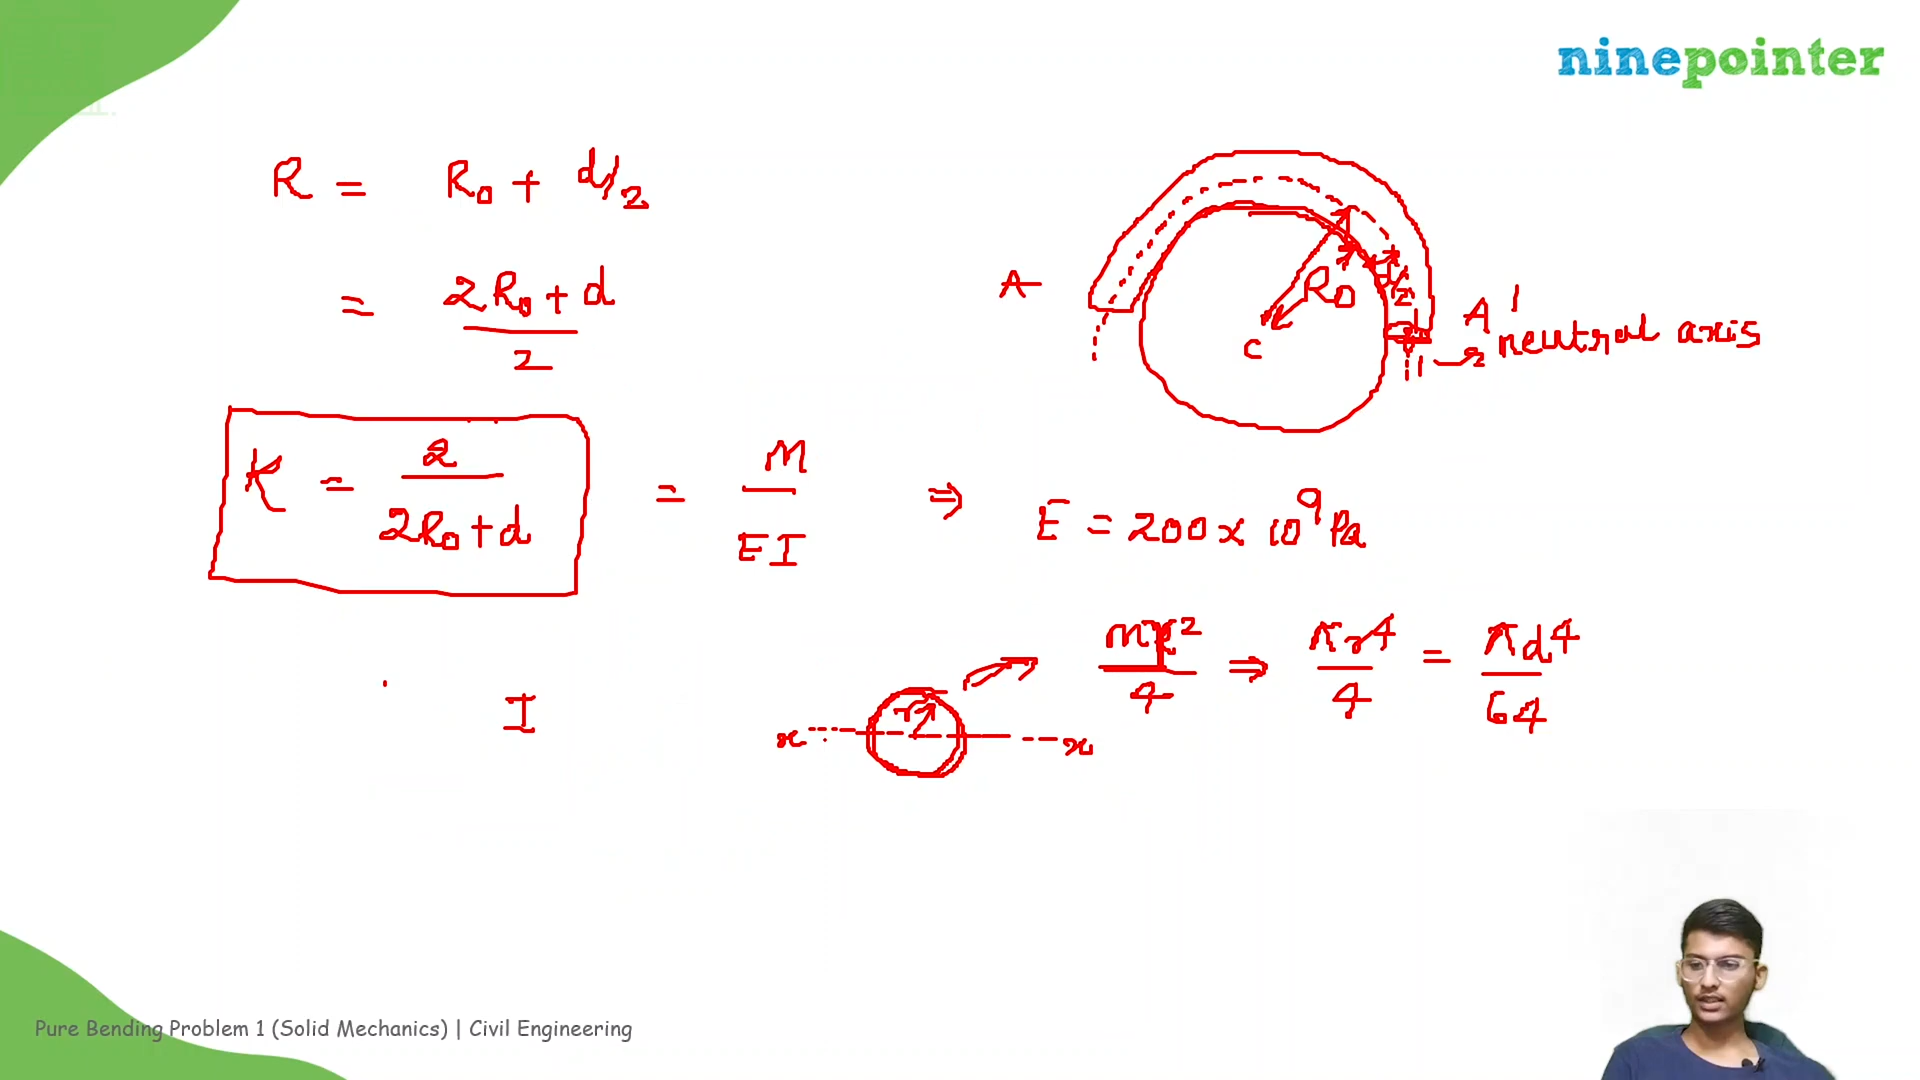 ninepointer
R = R₀ + d/2
= 2R₀ + d / 2
K = 2 / 2R₀ + d = M / EI ⇒ E = 200 × 10⁹ Pa
A
R₀
d/2
C
A'
neutral axis
I
r
x x
mR² / 4 ⇒ πr⁴ / 4 = πd⁴ / 64
Pure Bending Problem 1 (Solid Mechanics) | Civil Engineering